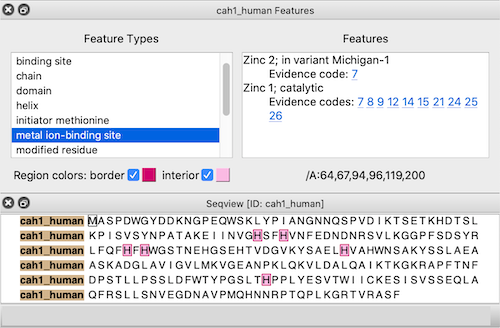 cah1_human Features
Feature Types
Features
binding site
chain
domain
helix
initiator methionine
metal ion-binding site
modified residue
Zinc 2; in variant Michigan-1
Evidence code: 7
Zinc 1; catalytic
Evidence codes: 7 8 9 12 14 15 21 24 25
26
Region colors: border interior /A:64,67,94,96,119,200
Seqview [ID: cah1_human]
cah1_human MASPDWGYDDKNGPEQWSKLYPIANGNNQSPVDIKTSETKHDTSL
cah1_human KPISVSYNPATAKEIINVGHSFHVNFEDNDNRSVLKGGPFSDSYR
cah1_human LFQFHFHWGSTNEHGSEHTVDGVKYSAELHVAHWNSAKYSSLAEA
cah1_human ASKADGLAVIGVLMKVGEANPKLQKVLDALQAIKTKGKRAPFTNF
cah1_human DPSTLLPSSLDFWTYPGSLTHPPLYESVTWIICKESISVSSEQLA
cah1_human QFRSLLSNVEGDNAVPMQHNNRPTQPLKGRTVRASF